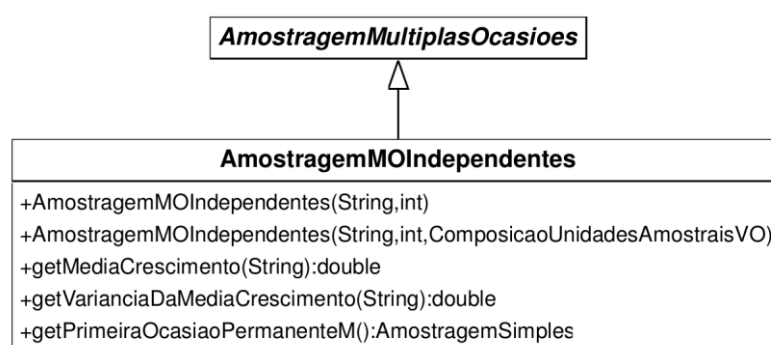 AmostragemMultiplasOcasioes
AmostragemMOIndependentes
+AmostragemMOIndependentes(String,int)
+AmostragemMOIndependentes(String,int,ComposicaoUnidadesAmostraisVO)
+getMediaCrescimento(String):double
+getVarianciaDaMediaCrescimento(String):double
+getPrimeiraOcasiaoPermanenteM():AmostragemSimples